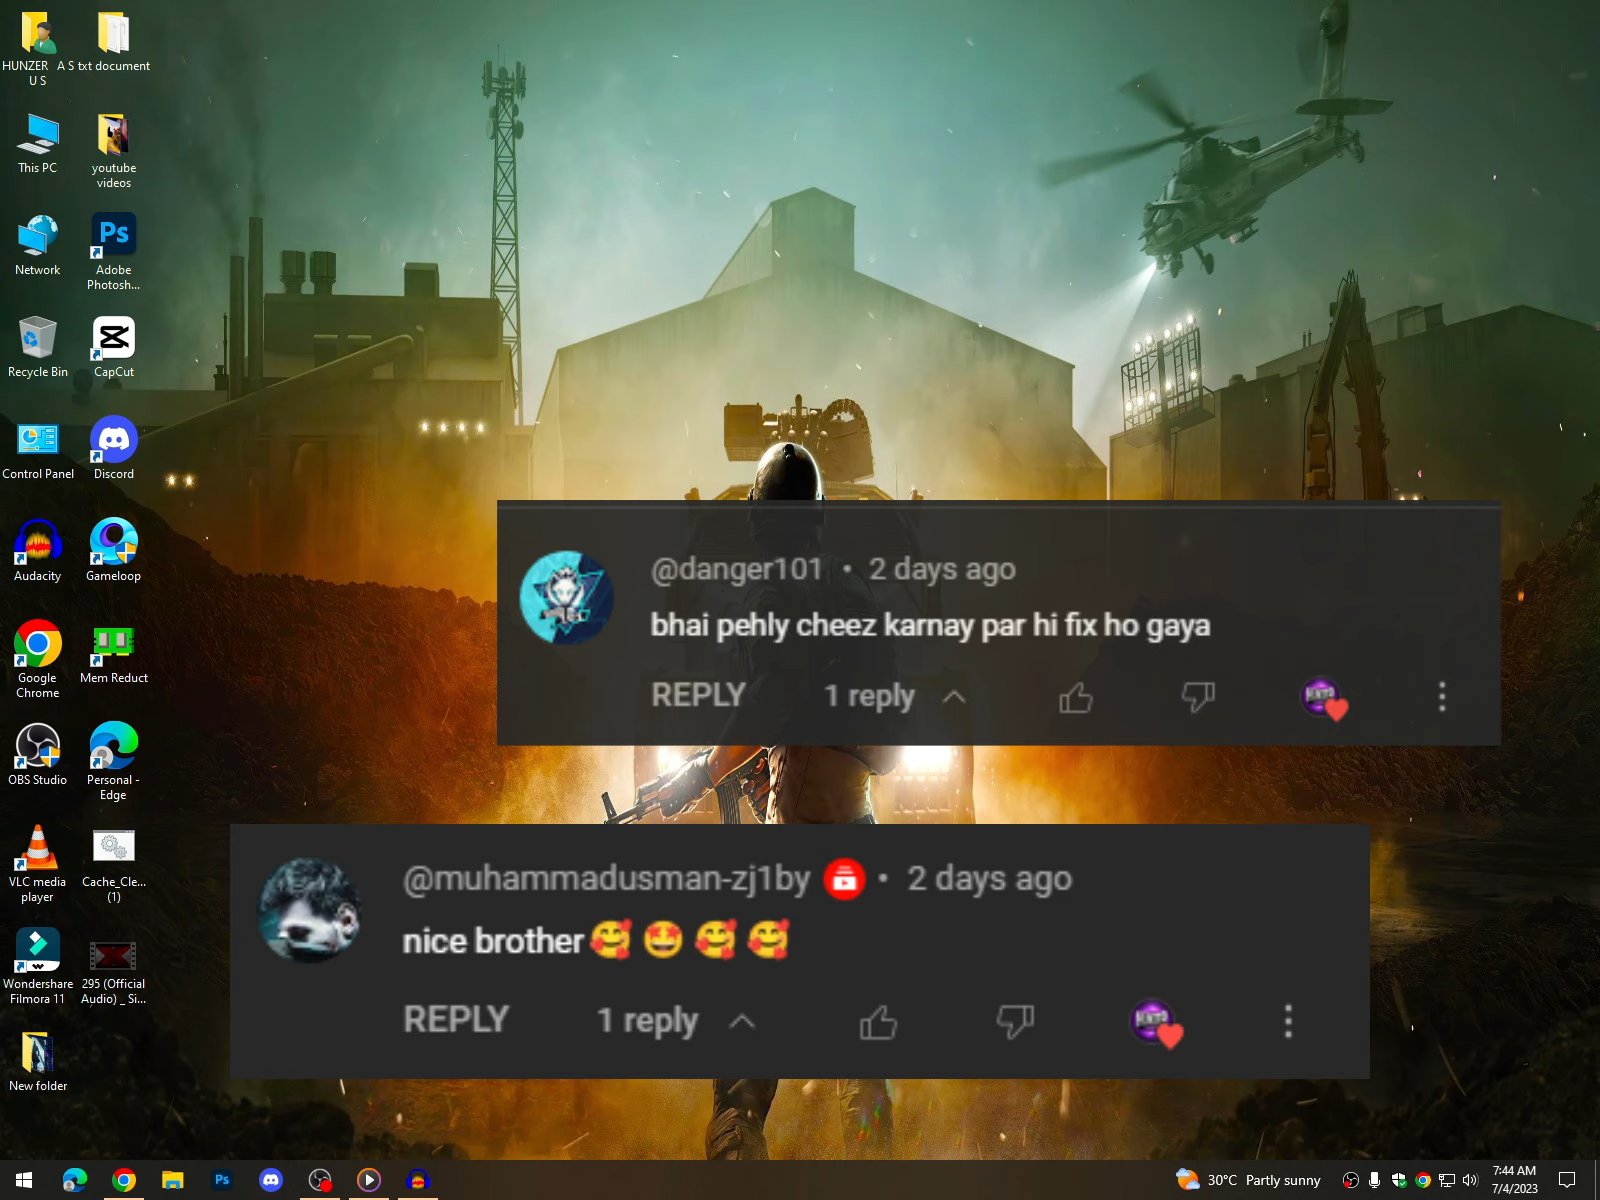 HUNZER
U S
A S txt document
This PC
youtube
videos
Network
Ps
Adobe
Photosh...
Recycle Bin
CapCut
Control Panel
Discord
Audacity
Gameloop
Google
Chrome
Mem Reduct
OBS Studio
Personal -
Edge
VLC media
player
Cache_Cle...
(1)
Wondershare
Filmora 11
295 (Official
Audio) _ Si...
New folder
@danger101 • 2 days ago
bhai pehly cheez karnay par hi fix ho gaya
REPLY 1 reply
@muhammadusman-zj1by • 2 days ago
nice brother🥰🤩🥰🥰
REPLY 1 reply
Ps
30°C Partly sunny
7:44 AM
7/4/2023